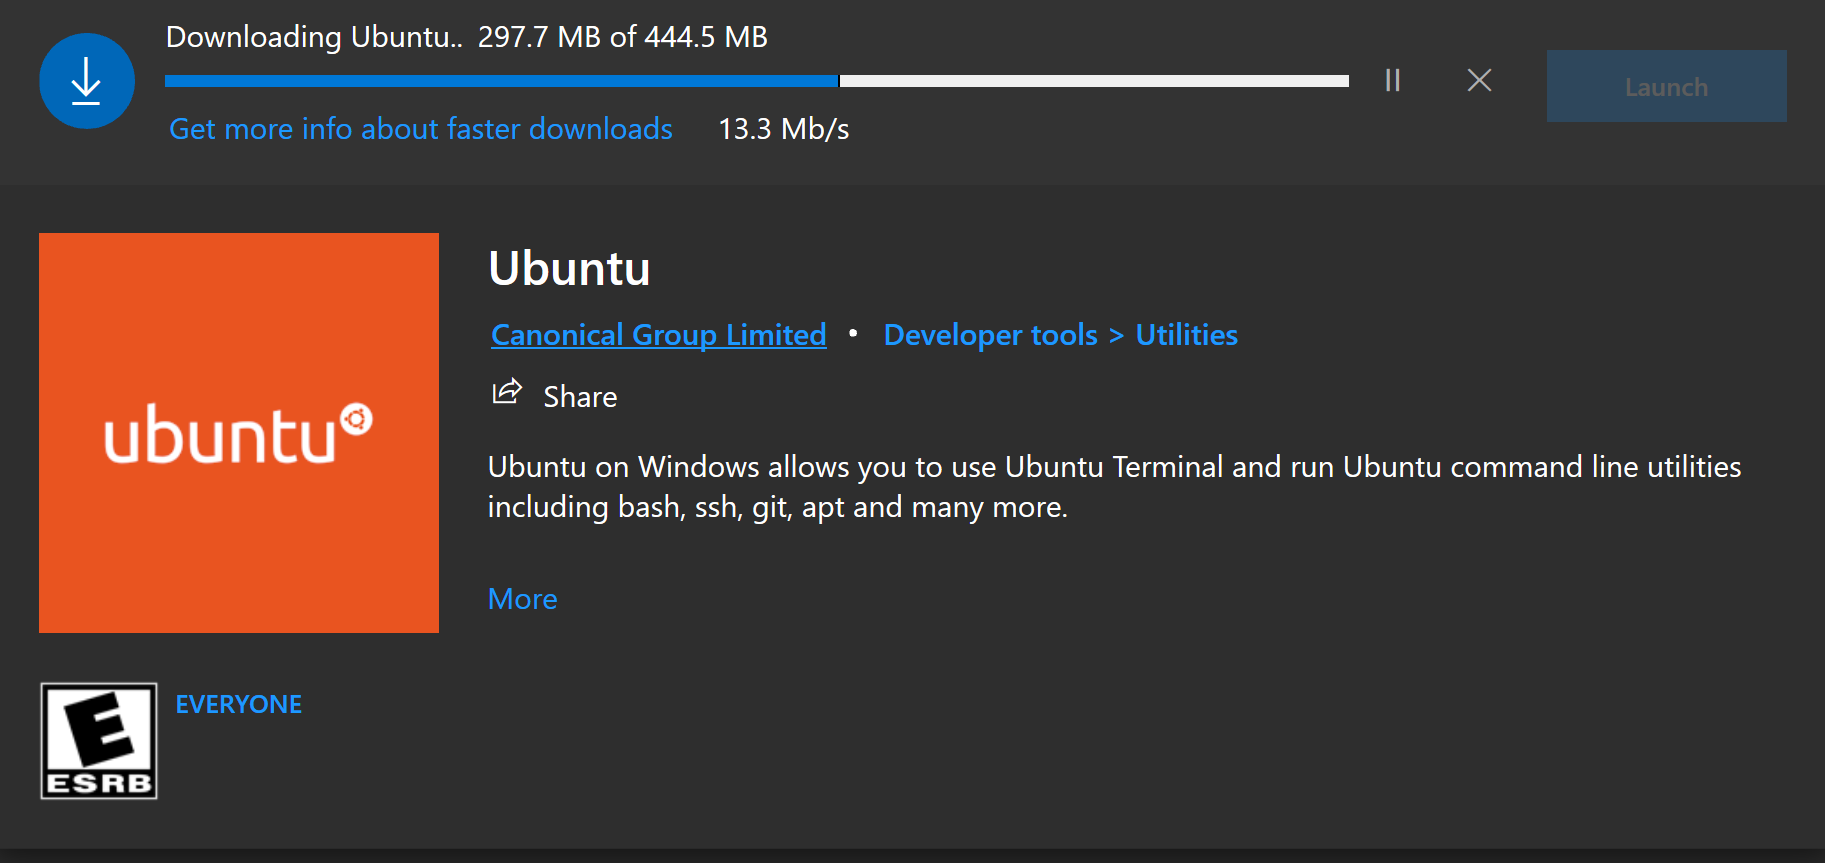 Downloading Ubuntu.. 297.7 MB of 444.5 MB
Launch
Get more info about faster downloads 13.3 Mb/s
Ubuntu
Canonical Group Limited • Developer tools > Utilities
Share
ubuntu
Ubuntu on Windows allows you to use Ubuntu Terminal and run Ubuntu command line utilities
including bash, ssh, git, apt and many more.
More
E
ESRB
EVERYONE